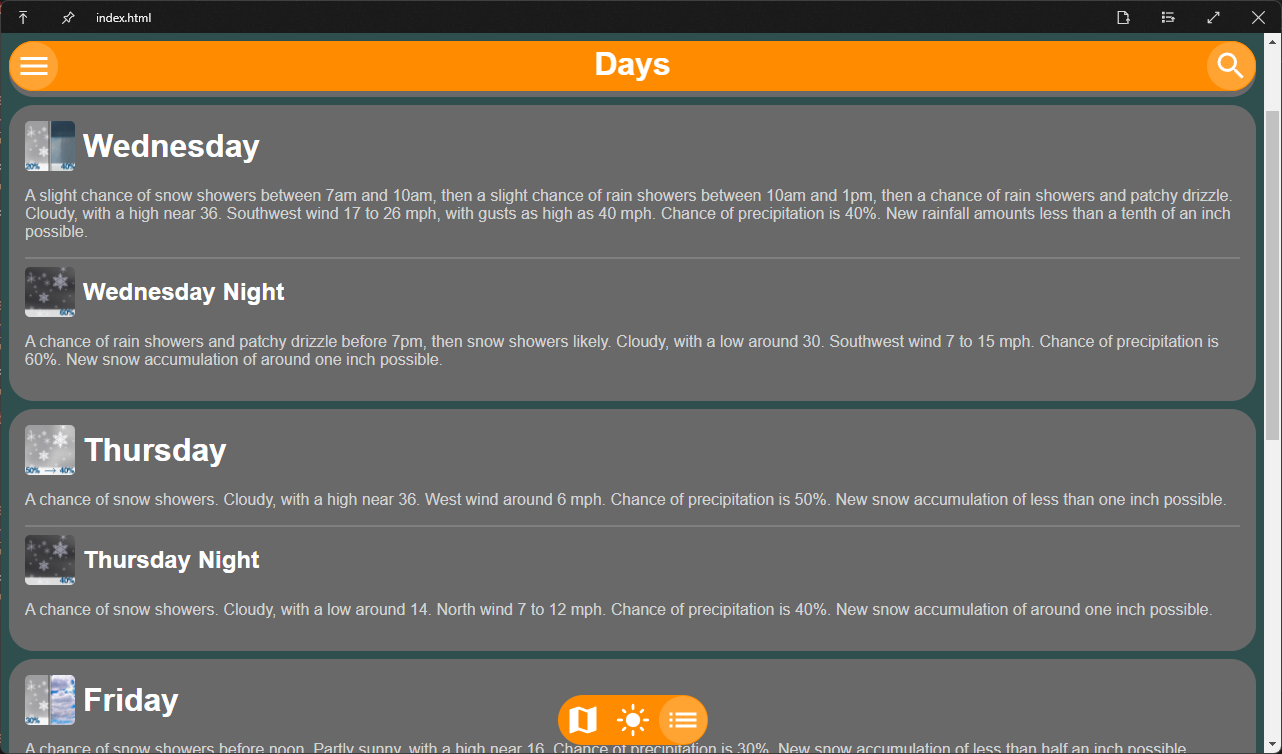 index.html
Days
20% 40%
Wednesday
A slight chance of snow showers between 7am and 10am, then a slight chance of rain showers between 10am and 1pm, then a chance of rain showers and patchy drizzle.
Cloudy, with a high near 36. Southwest wind 17 to 26 mph, with gusts as high as 40 mph. Chance of precipitation is 40%. New rainfall amounts less than a tenth of an inch
possible.
60%
Wednesday Night
A chance of rain showers and patchy drizzle before 7pm, then snow showers likely. Cloudy, with a low around 30. Southwest wind 7 to 15 mph. Chance of precipitation is
60%. New snow accumulation of around one inch possible.
50% → 40%
Thursday
A chance of snow showers. Cloudy, with a high near 36. West wind around 6 mph. Chance of precipitation is 50%. New snow accumulation of less than one inch possible.
40%
Thursday Night
A chance of snow showers. Cloudy, with a low around 14. North wind 7 to 12 mph. Chance of precipitation is 40%. New snow accumulation of around one inch possible.
30%
Friday
A chance of snow showers before noon. Partly sunny, with a high near 16. Chance of precipitation is 30%. New snow accumulation of less than half an inch possible.